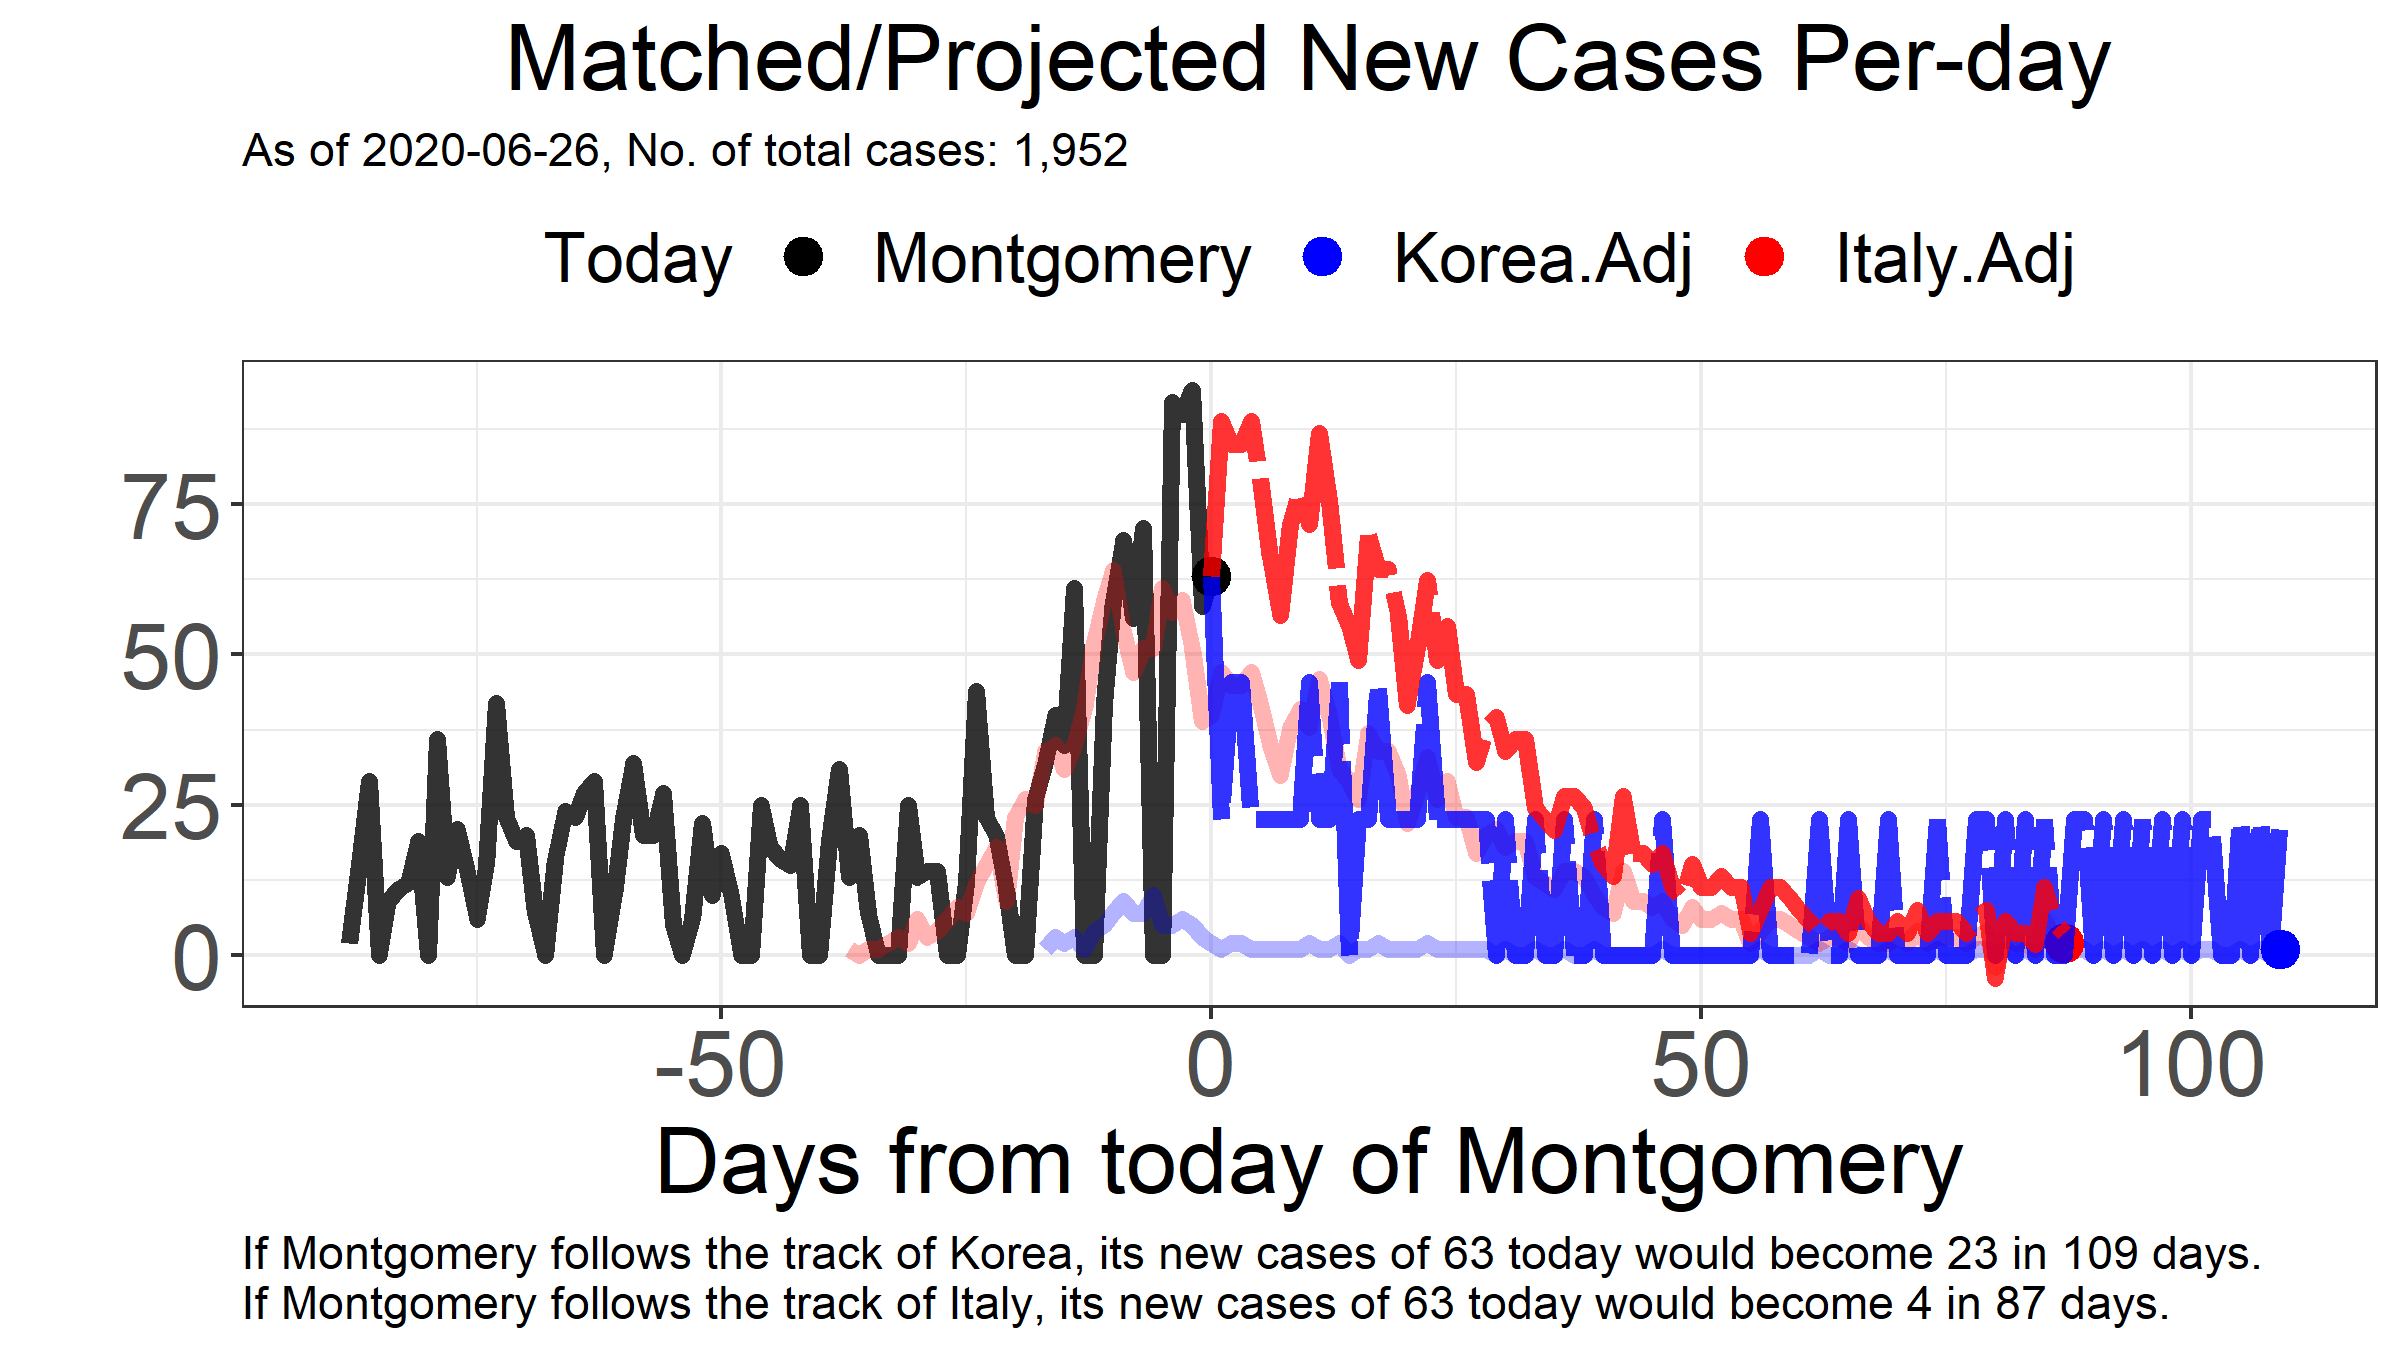 Matched/Projected New Cases Per-day
As of 2020-06-26, No. of total cases: 1,952
Today Montgomery Korea.Adj Italy.Adj
75
50
25
0
-50 0 50 100
Days from today of Montgomery
If Montgomery follows the track of Korea, its new cases of 63 today would become 23 in 109 days.
If Montgomery follows the track of Italy, its new cases of 63 today would become 4 in 87 days.